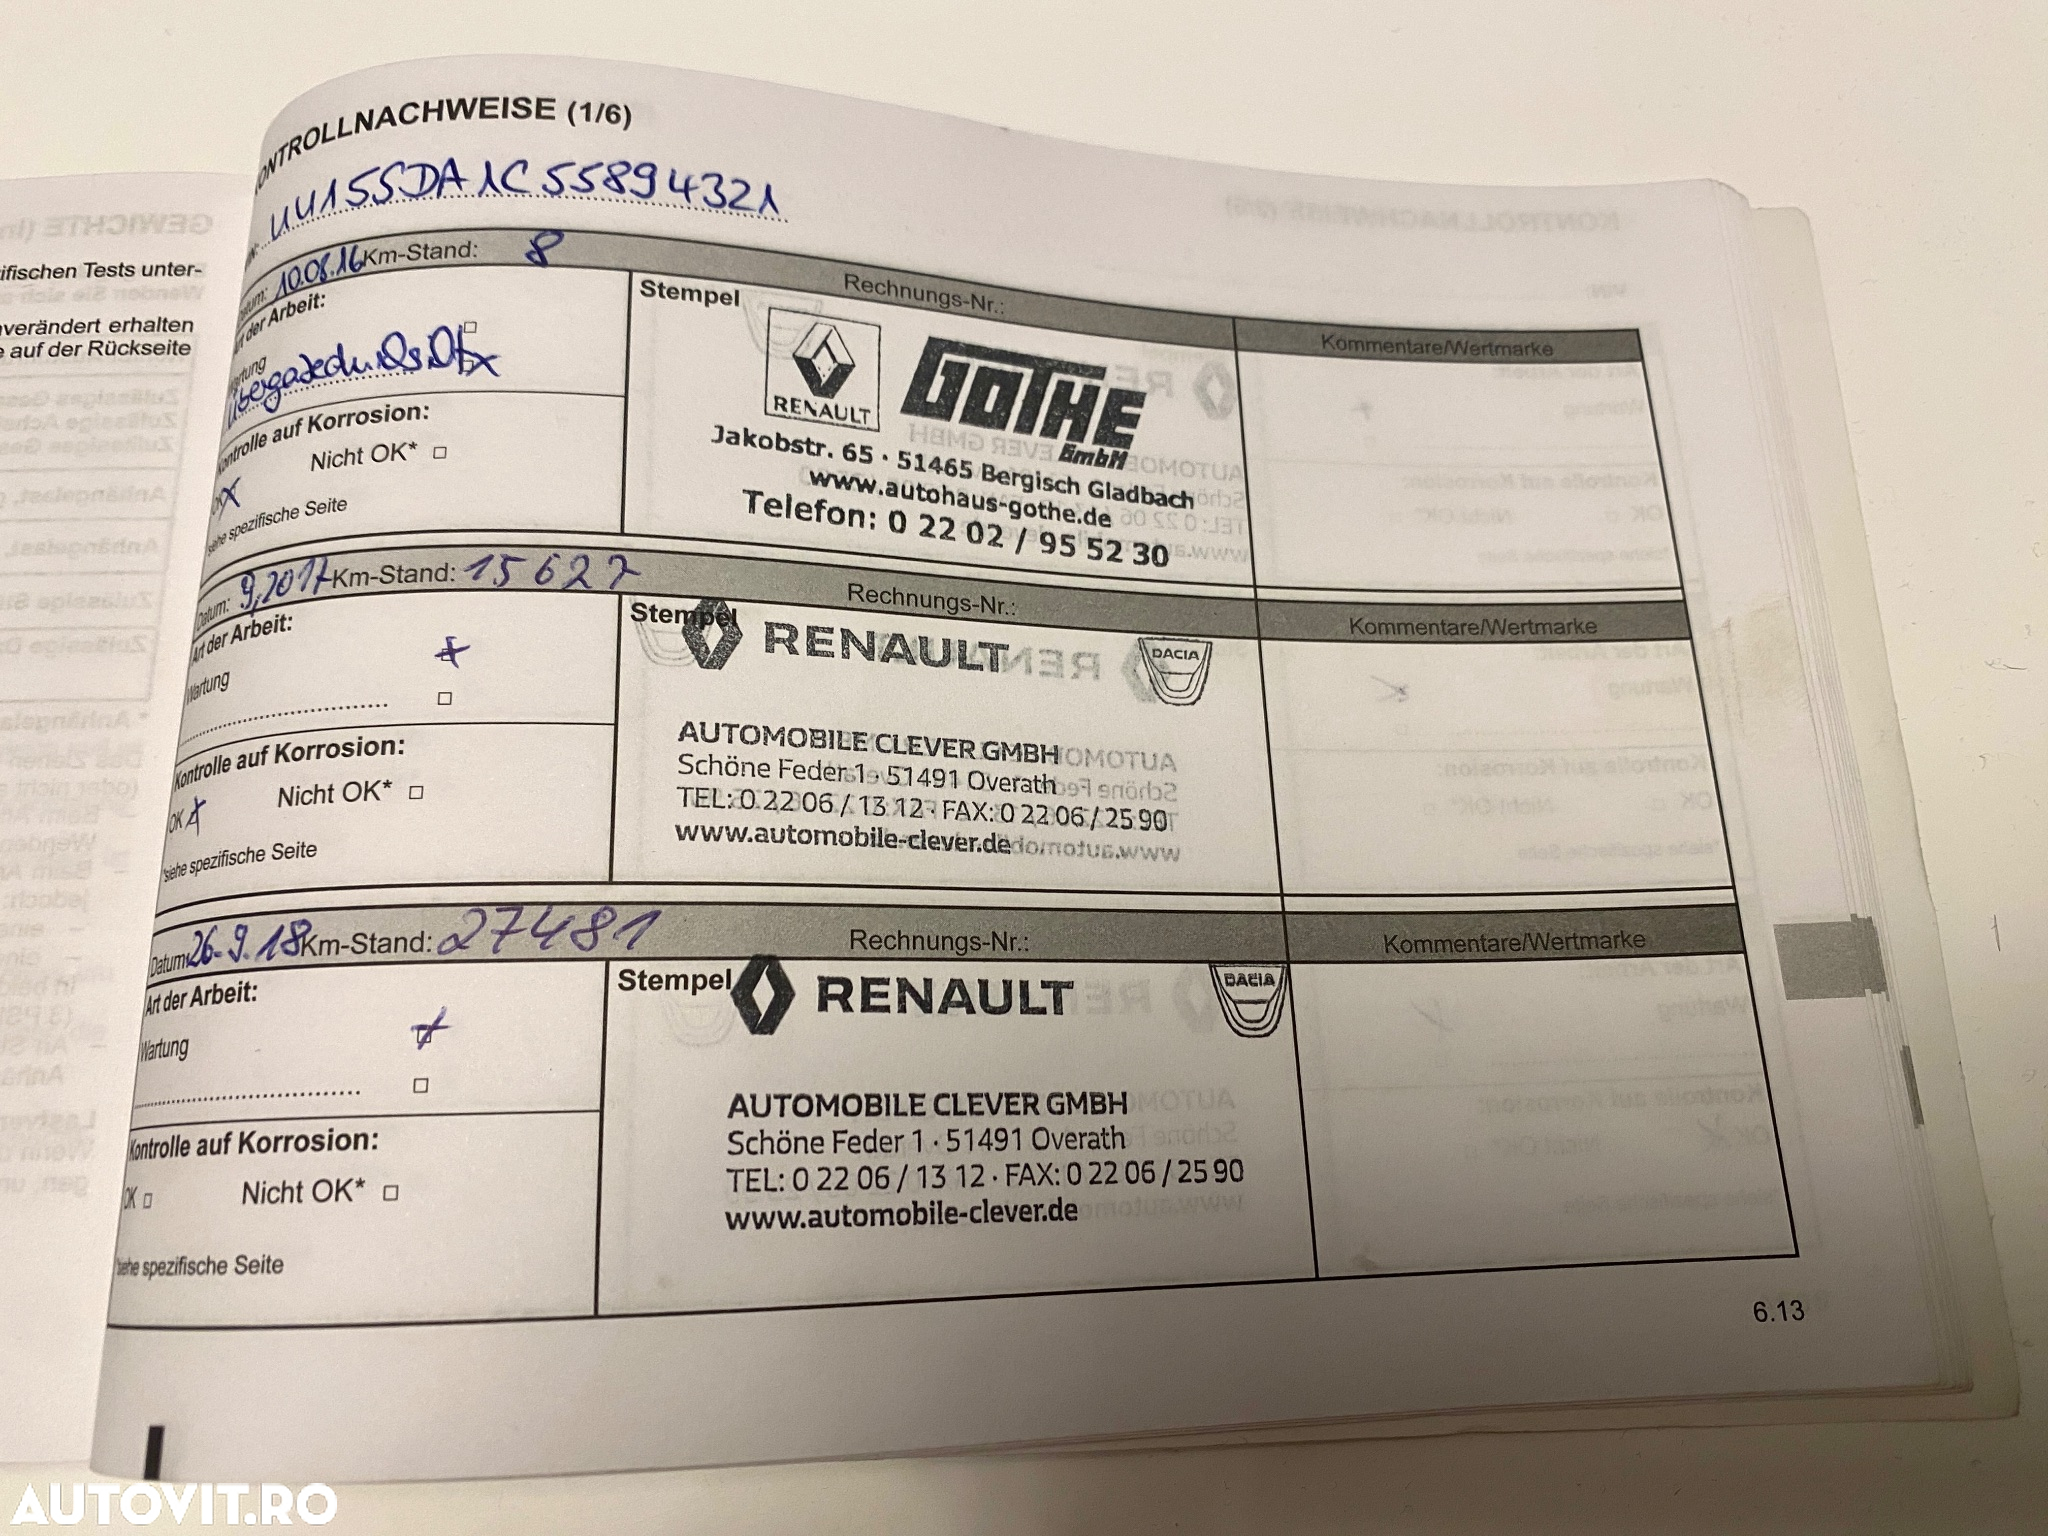 KONTROLLNACHWEISE (1/6)
UU15SDA1C55894321
Datum: 10.08.16 Km-Stand: 8
Rechnungs-Nr.:
Kommentare/Wertmarke
Art der Arbeit:
Wartung
Kontrolle auf Korrosion:
OK Nicht OK*
*siehe spezifische Seite
Stempel
RENAULT
GOTHE
GmbH
Jakobstr. 65 · 51465 Bergisch Gladbach
www.autohaus-gothe.de
Telefon: 0 22 02 / 95 52 30
Datum: 9,2017 Km-Stand: 15627
Rechnungs-Nr.:
Kommentare/Wertmarke
Art der Arbeit:
Wartung
Kontrolle auf Korrosion:
OK Nicht OK*
*siehe spezifische Seite
Stempel
RENAULT
DACIA
AUTOMOBILE CLEVER GMBH
Schöne Feder 1 · 51491 Overath
TEL: 0 22 06 / 13 12 · FAX: 0 22 06 / 25 90
www.automobile-clever.de
Datum: 26.9.18 Km-Stand: 27481
Rechnungs-Nr.:
Kommentare/Wertmarke
Art der Arbeit:
Wartung
Kontrolle auf Korrosion:
OK Nicht OK*
*siehe spezifische Seite
Stempel
RENAULT
DACIA
AUTOMOBILE CLEVER GMBH
Schöne Feder 1 · 51491 Overath
TEL: 0 22 06 / 13 12 · FAX: 0 22 06 / 25 90
www.automobile-clever.de
6.13
ifischen Tests unter-
verändert erhalten
e auf der Rückseite
AUTOVIT.RO